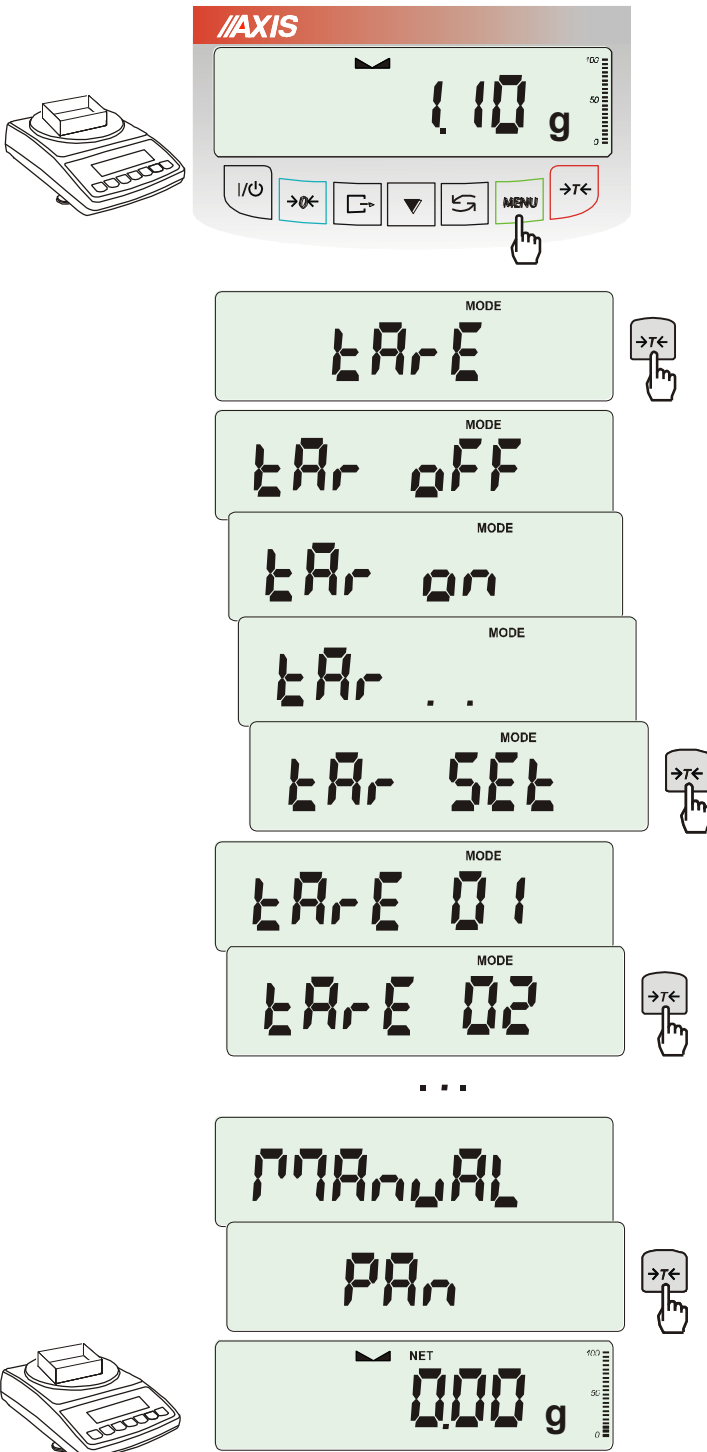 AXIS
1.10 g
100
50
0
I/⏻ →0← MENU →T←
MODE
tArE
→T←
MODE
tAr oFF
MODE
tAr on
MODE
tAr . .
MODE
tAr SEt
→T←
MODE
tArE 01
MODE
tArE 02
→T←
...
MAnuAL
PAn
→T←
NET
0.00 g
100
50
0